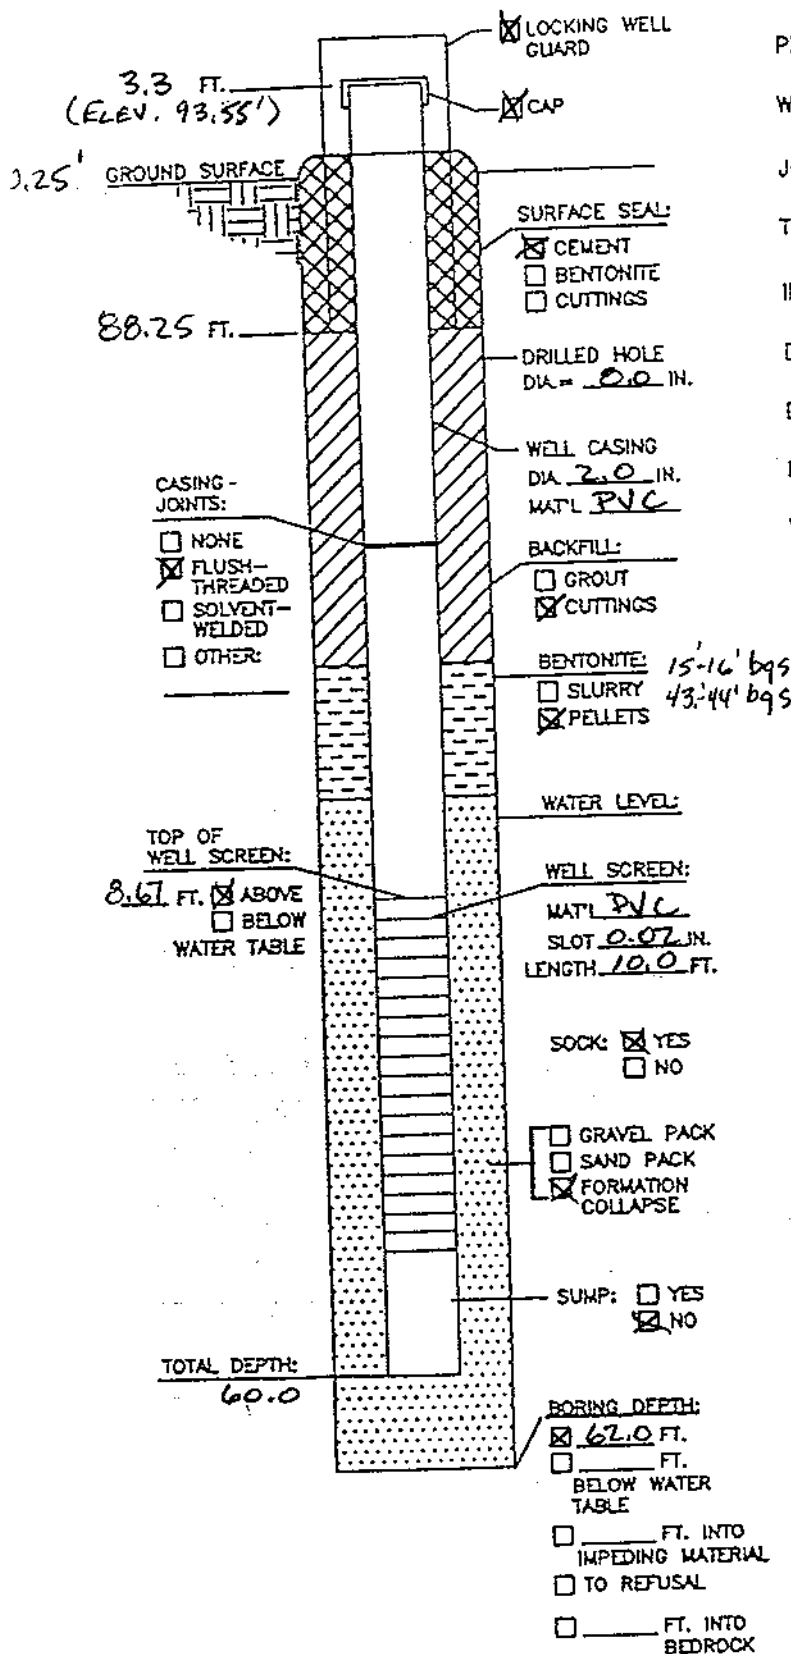 LOCKING WELL
GUARD
3.3 FT.
(ELEV. 93.55')
CAP
.25' GROUND SURFACE
SURFACE SEAL:
CEMENT
BENTONITE
CUTTINGS
88.25 FT.
DRILLED HOLE
DIA. = 8.0 IN.
WELL CASING
DIA. 2.0 IN.
MAT'L PVC
CASING-
JOINTS:
NONE
FLUSH-
THREADED
SOLVENT-
WELDED
OTHER:
BACKFILL:
GROUT
CUTTINGS
BENTONITE: 15'-16' bgs
SLURRY 43'-44' bgs
PELLETS
WATER LEVEL:
TOP OF
WELL SCREEN:
8.67 FT. ABOVE
BELOW
WATER TABLE
WELL SCREEN:
MAT'L PVC
SLOT 0.02 IN.
LENGTH 10.0 FT.
SOCK: YES
NO
GRAVEL PACK
SAND PACK
FORMATION
COLLAPSE
SUMP: YES
NO
TOTAL DEPTH:
60.0
BORING DEPTH:
62.0 FT.
FT.
BELOW WATER
TABLE
FT. INTO
IMPEDING MATERIAL
TO REFUSAL
FT. INTO
BEDROCK